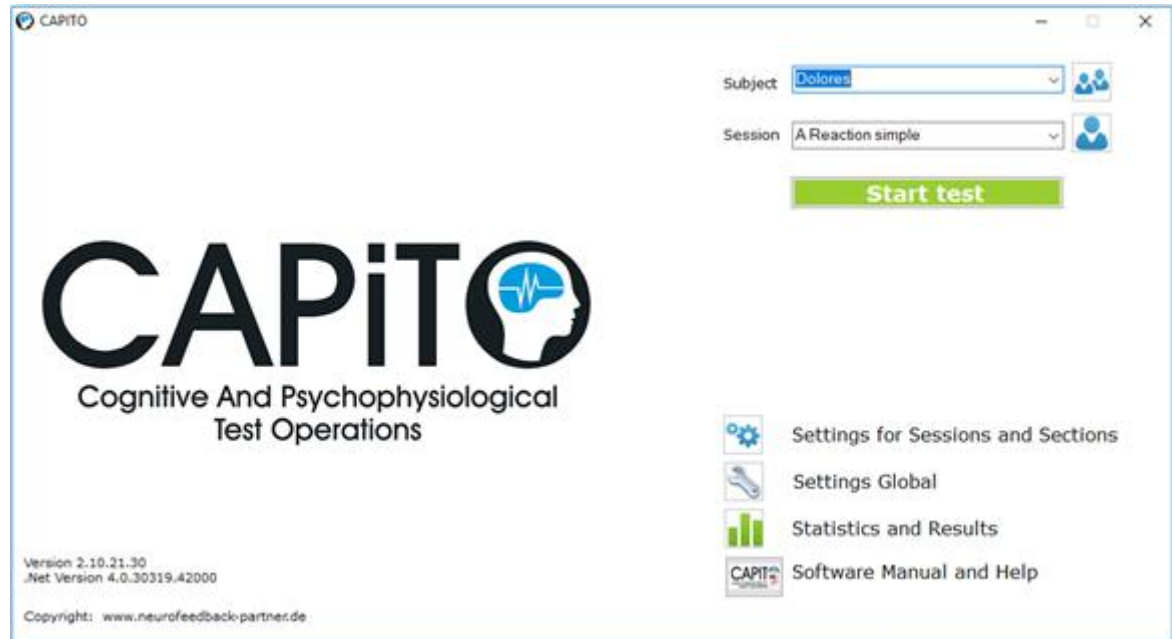 CAPITO
Subject Dolores
Session A Reaction simple
Start test
CAPiTO
Cognitive And Psychophysiological
Test Operations
Settings for Sessions and Sections
Settings Global
Statistics and Results
CAPiTO Software Manual and Help
Version 2.10.21.30
.Net Version 4.0.30319.42000
Copyright: www.neurofeedback-partner.de